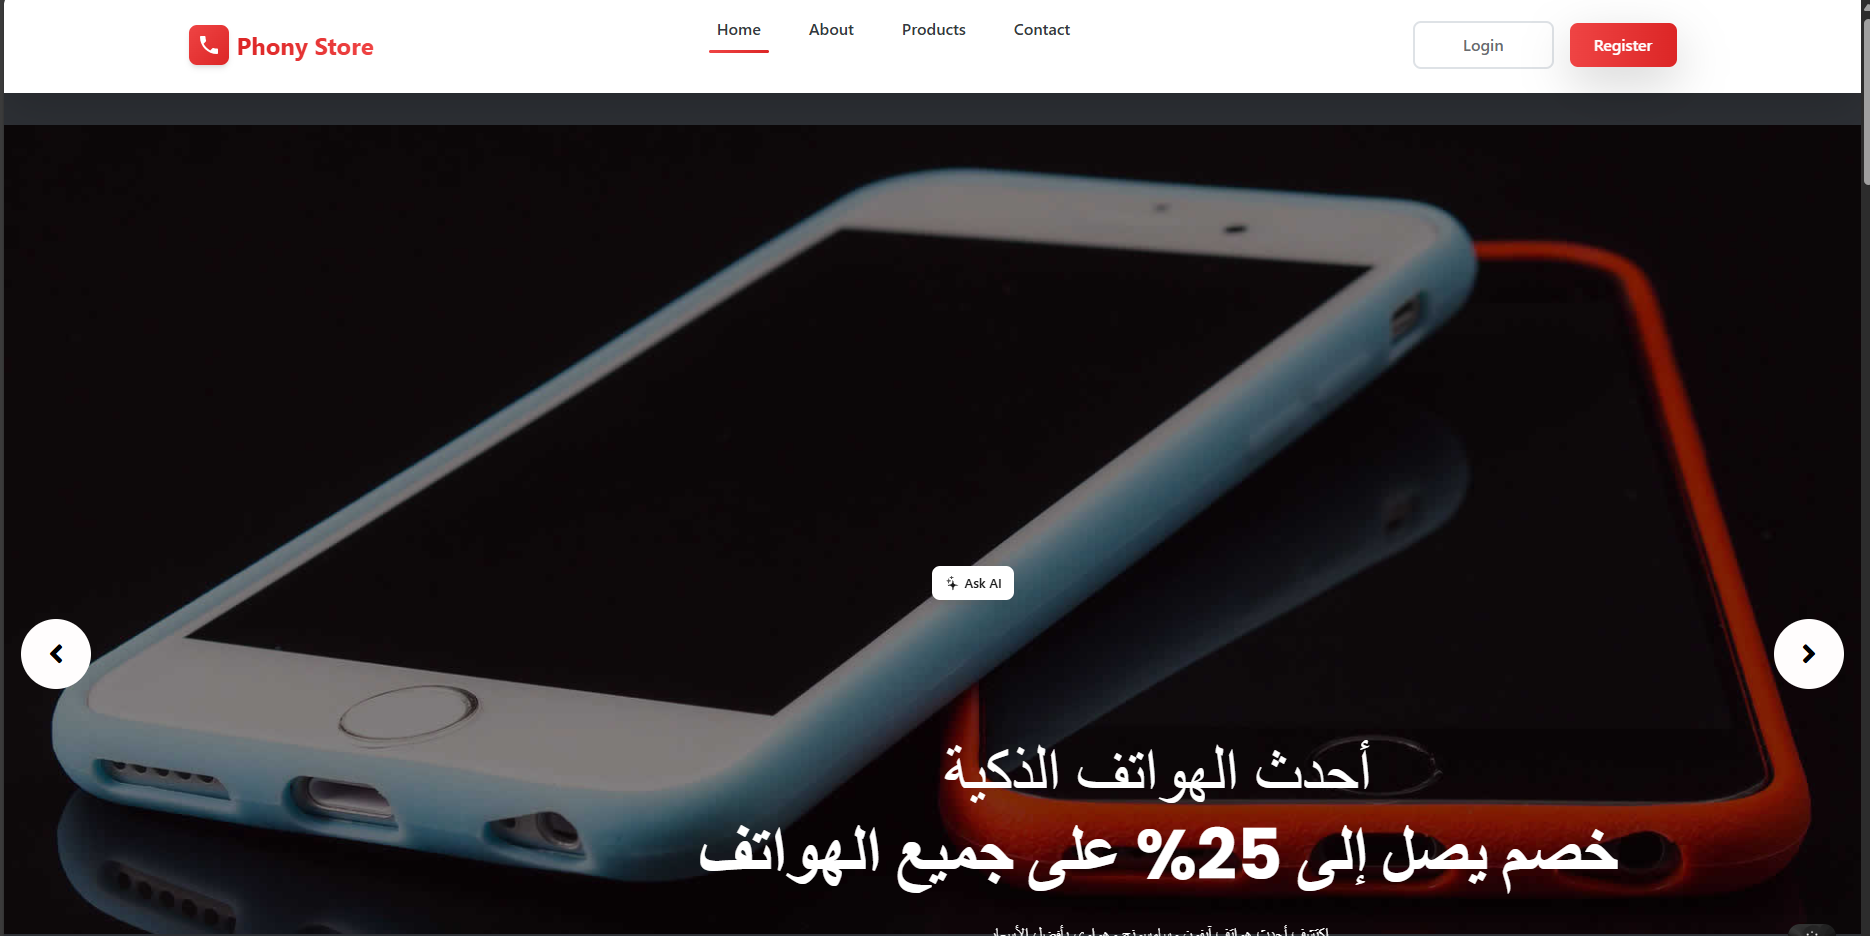 Phony Store
Home
About
Products
Contact
Login
Register
Ask AI
أحدث الهواتف الذكية
خصم يصل إلى 25% على جميع الهواتف